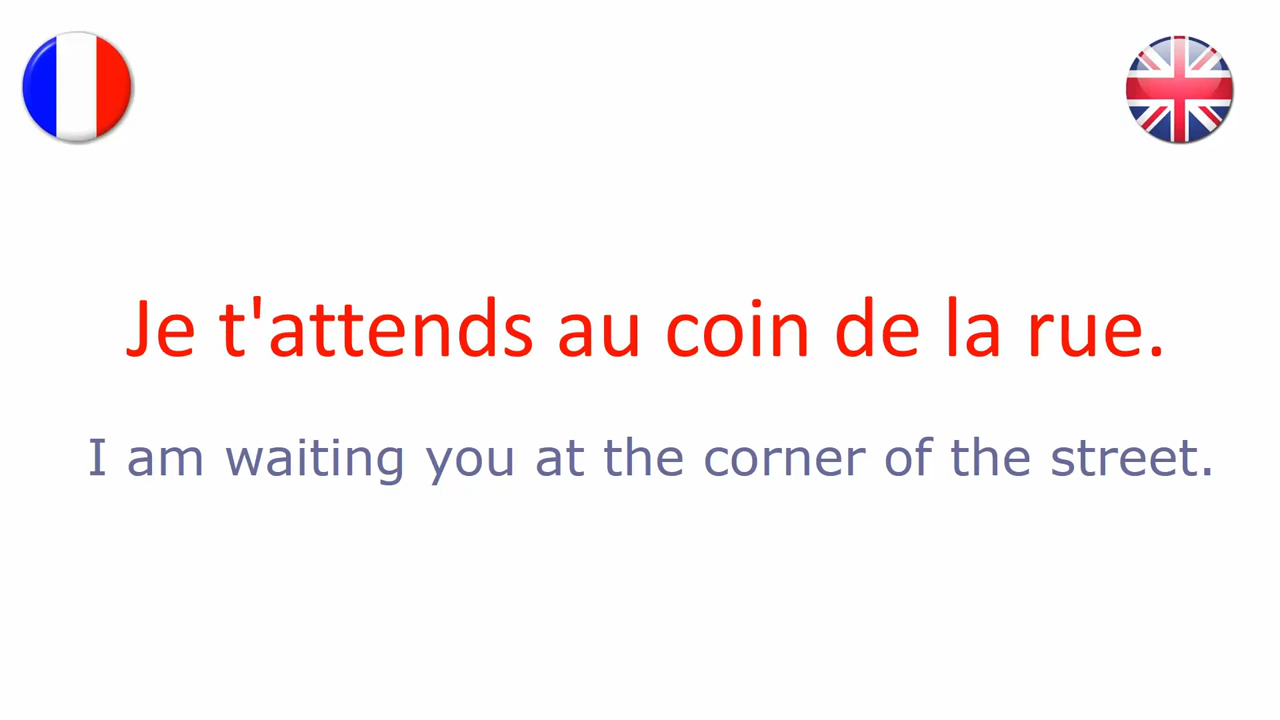 Je t'attends au coin de la rue.
I am waiting you at the corner of the street.